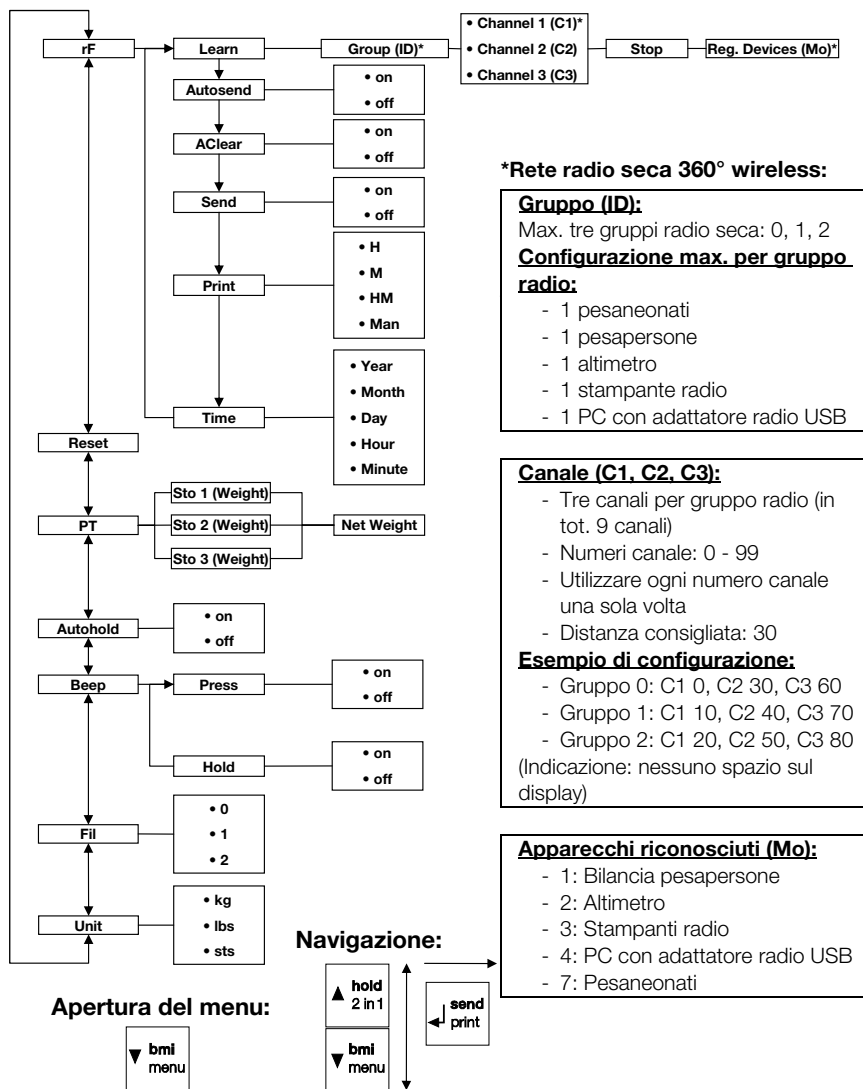 rF
Learn
Group (ID)*
• Channel 1 (C1)*
• Channel 2 (C2)
• Channel 3 (C3)
Stop
Reg. Devices (Mo)*
Autosend
• on
• off
AClear
• on
• off
Send
• on
• off
Print
• H
• M
• HM
• Man
Time
• Year
• Month
• Day
• Hour
• Minute
Reset
PT
Sto 1 (Weight)
Sto 2 (Weight)
Sto 3 (Weight)
Net Weight
Autohold
• on
• off
Beep
Press
• on
• off
Hold
• on
• off
Fil
• 0
• 1
• 2
Unit
• kg
• lbs
• sts
*Rete radio seca 360° wireless:
Gruppo (ID):
Max. tre gruppi radio seca: 0, 1, 2
Configurazione max. per gruppo
radio:
- 1 pesaneonati
- 1 pesapersone
- 1 altimetro
- 1 stampante radio
- 1 PC con adattatore radio USB
Canale (C1, C2, C3):
- Tre canali per gruppo radio (in
tot. 9 canali)
- Numeri canale: 0 - 99
- Utilizzare ogni numero canale
una sola volta
- Distanza consigliata: 30
Esempio di configurazione:
- Gruppo 0: C1 0, C2 30, C3 60
- Gruppo 1: C1 10, C2 40, C3 70
- Gruppo 2: C1 20, C2 50, C3 80
(Indicazione: nessuno spazio sul
display)
Apparecchi riconosciuti (Mo):
- 1: Bilancia pesapersone
- 2: Altimetro
- 3: Stampanti radio
- 4: PC con adattatore radio USB
- 7: Pesaneonati
Apertura del menu:
bmi
menu
Navigazione:
hold
2 in 1
bmi
menu
send
print